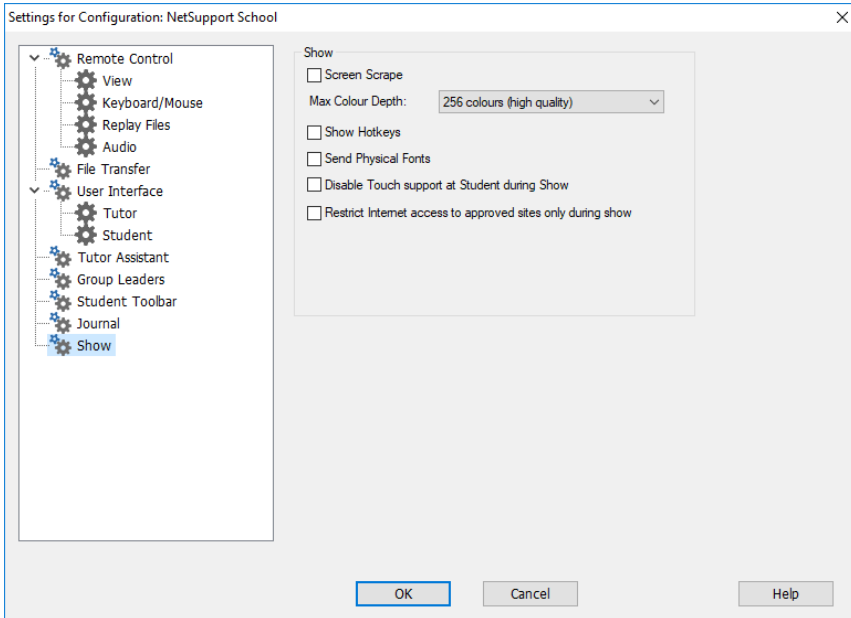 Settings for Configuration: NetSupport School
Remote Control
View
Keyboard/Mouse
Replay Files
Audio
File Transfer
User Interface
Tutor
Student
Tutor Assistant
Group Leaders
Student Toolbar
Journal
Show
Show
Screen Scrape
Max Colour Depth: 256 colours (high quality)
Show Hotkeys
Send Physical Fonts
Disable Touch support at Student during Show
Restrict Internet access to approved sites only during show
OK Cancel Help